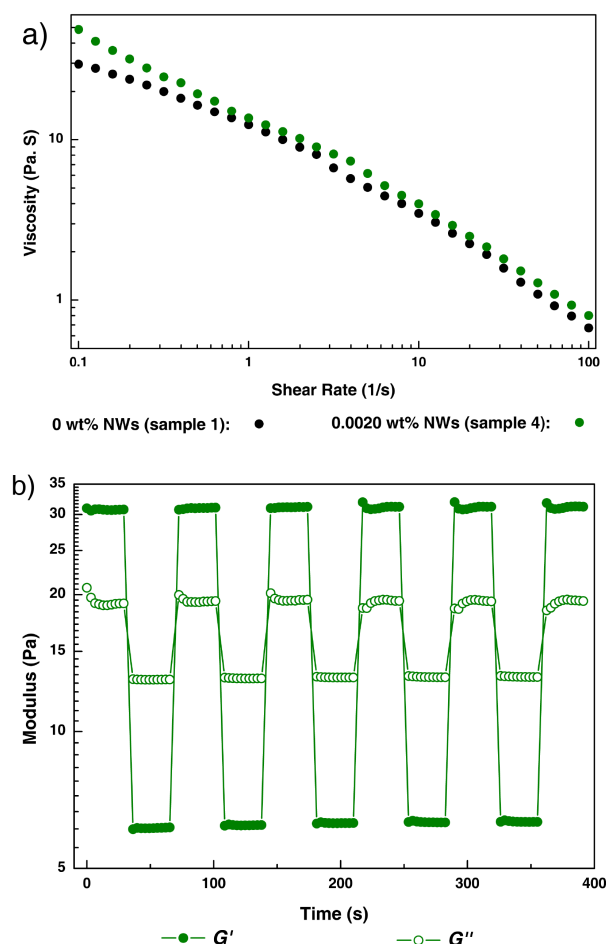 a)
Viscosity (Pa. S)
10
1
0.1 1 10 100
Shear Rate (1/s)
0 wt% NWs (sample 1): 0.0020 wt% NWs (sample 4):
b)
Modulus (Pa)
35
30
25
20
15
10
5
0 100 200 300 400
Time (s)
G' G''